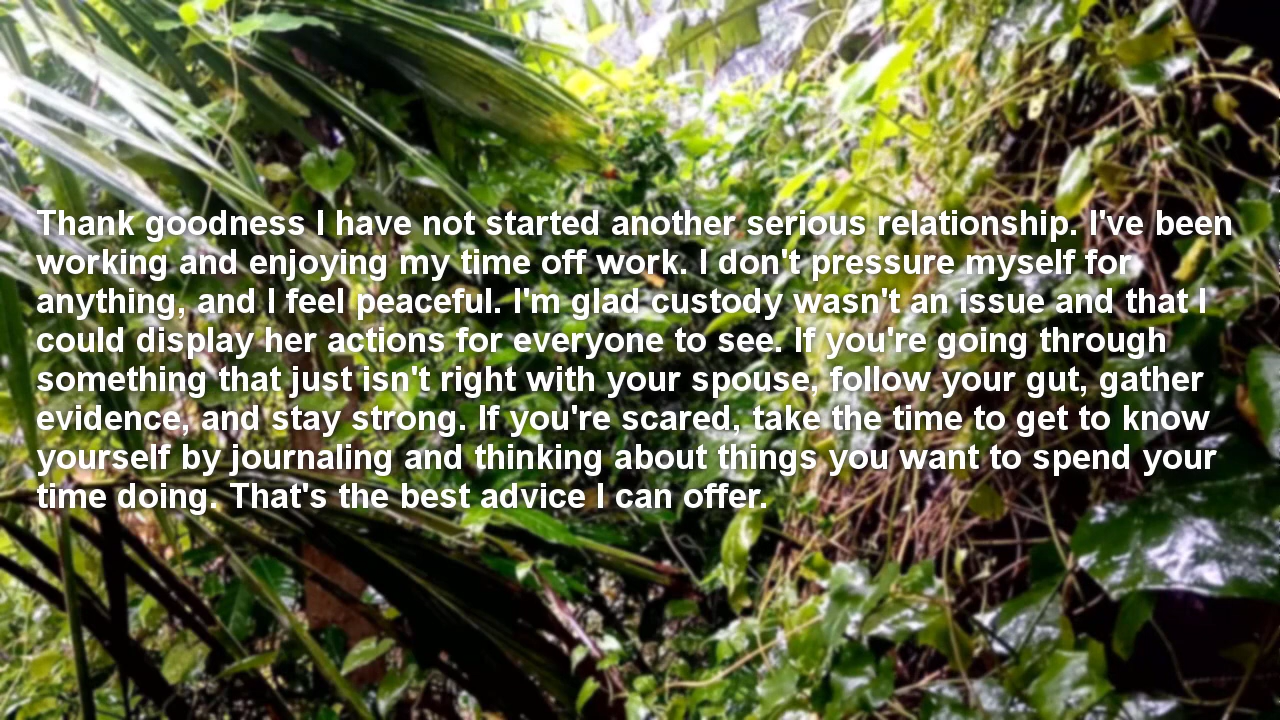 Thank goodness I have not started another serious relationship. I've been
working and enjoying my time off work. I don't pressure myself for
anything, and I feel peaceful. I'm glad custody wasn't an issue and that I
could display her actions for everyone to see. If you're going through
something that just isn't right with your spouse, follow your gut, gather
evidence, and stay strong. If you're scared, take the time to get to know
yourself by journaling and thinking about things you want to spend your
time doing. That's the best advice I can offer.